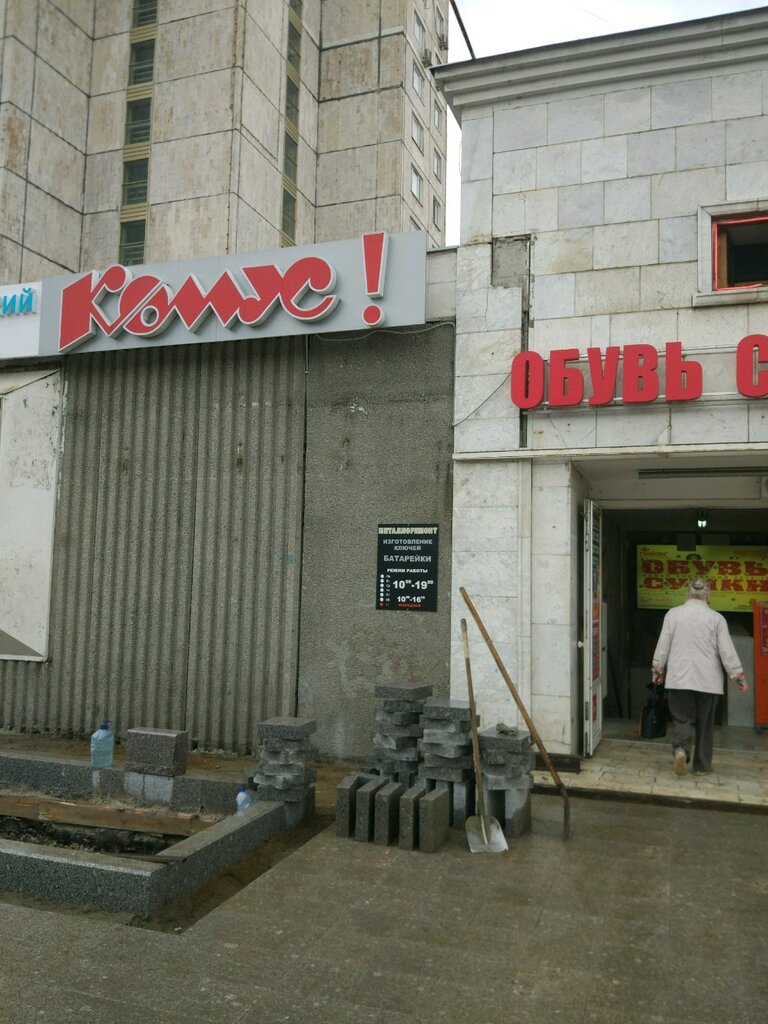 ий
Комус!
ОБУВЬ С
МЕТАЛЛОРЕМОНТ
ИЗГОТОВЛЕНИЕ
КЛЮЧЕЙ
БАТАРЕЙКИ
РЕЖИМ РАБОТЫ
10⁰⁰-19⁰⁰
10⁰⁰-16⁰⁰
ОБУВЬ
СУМКИ